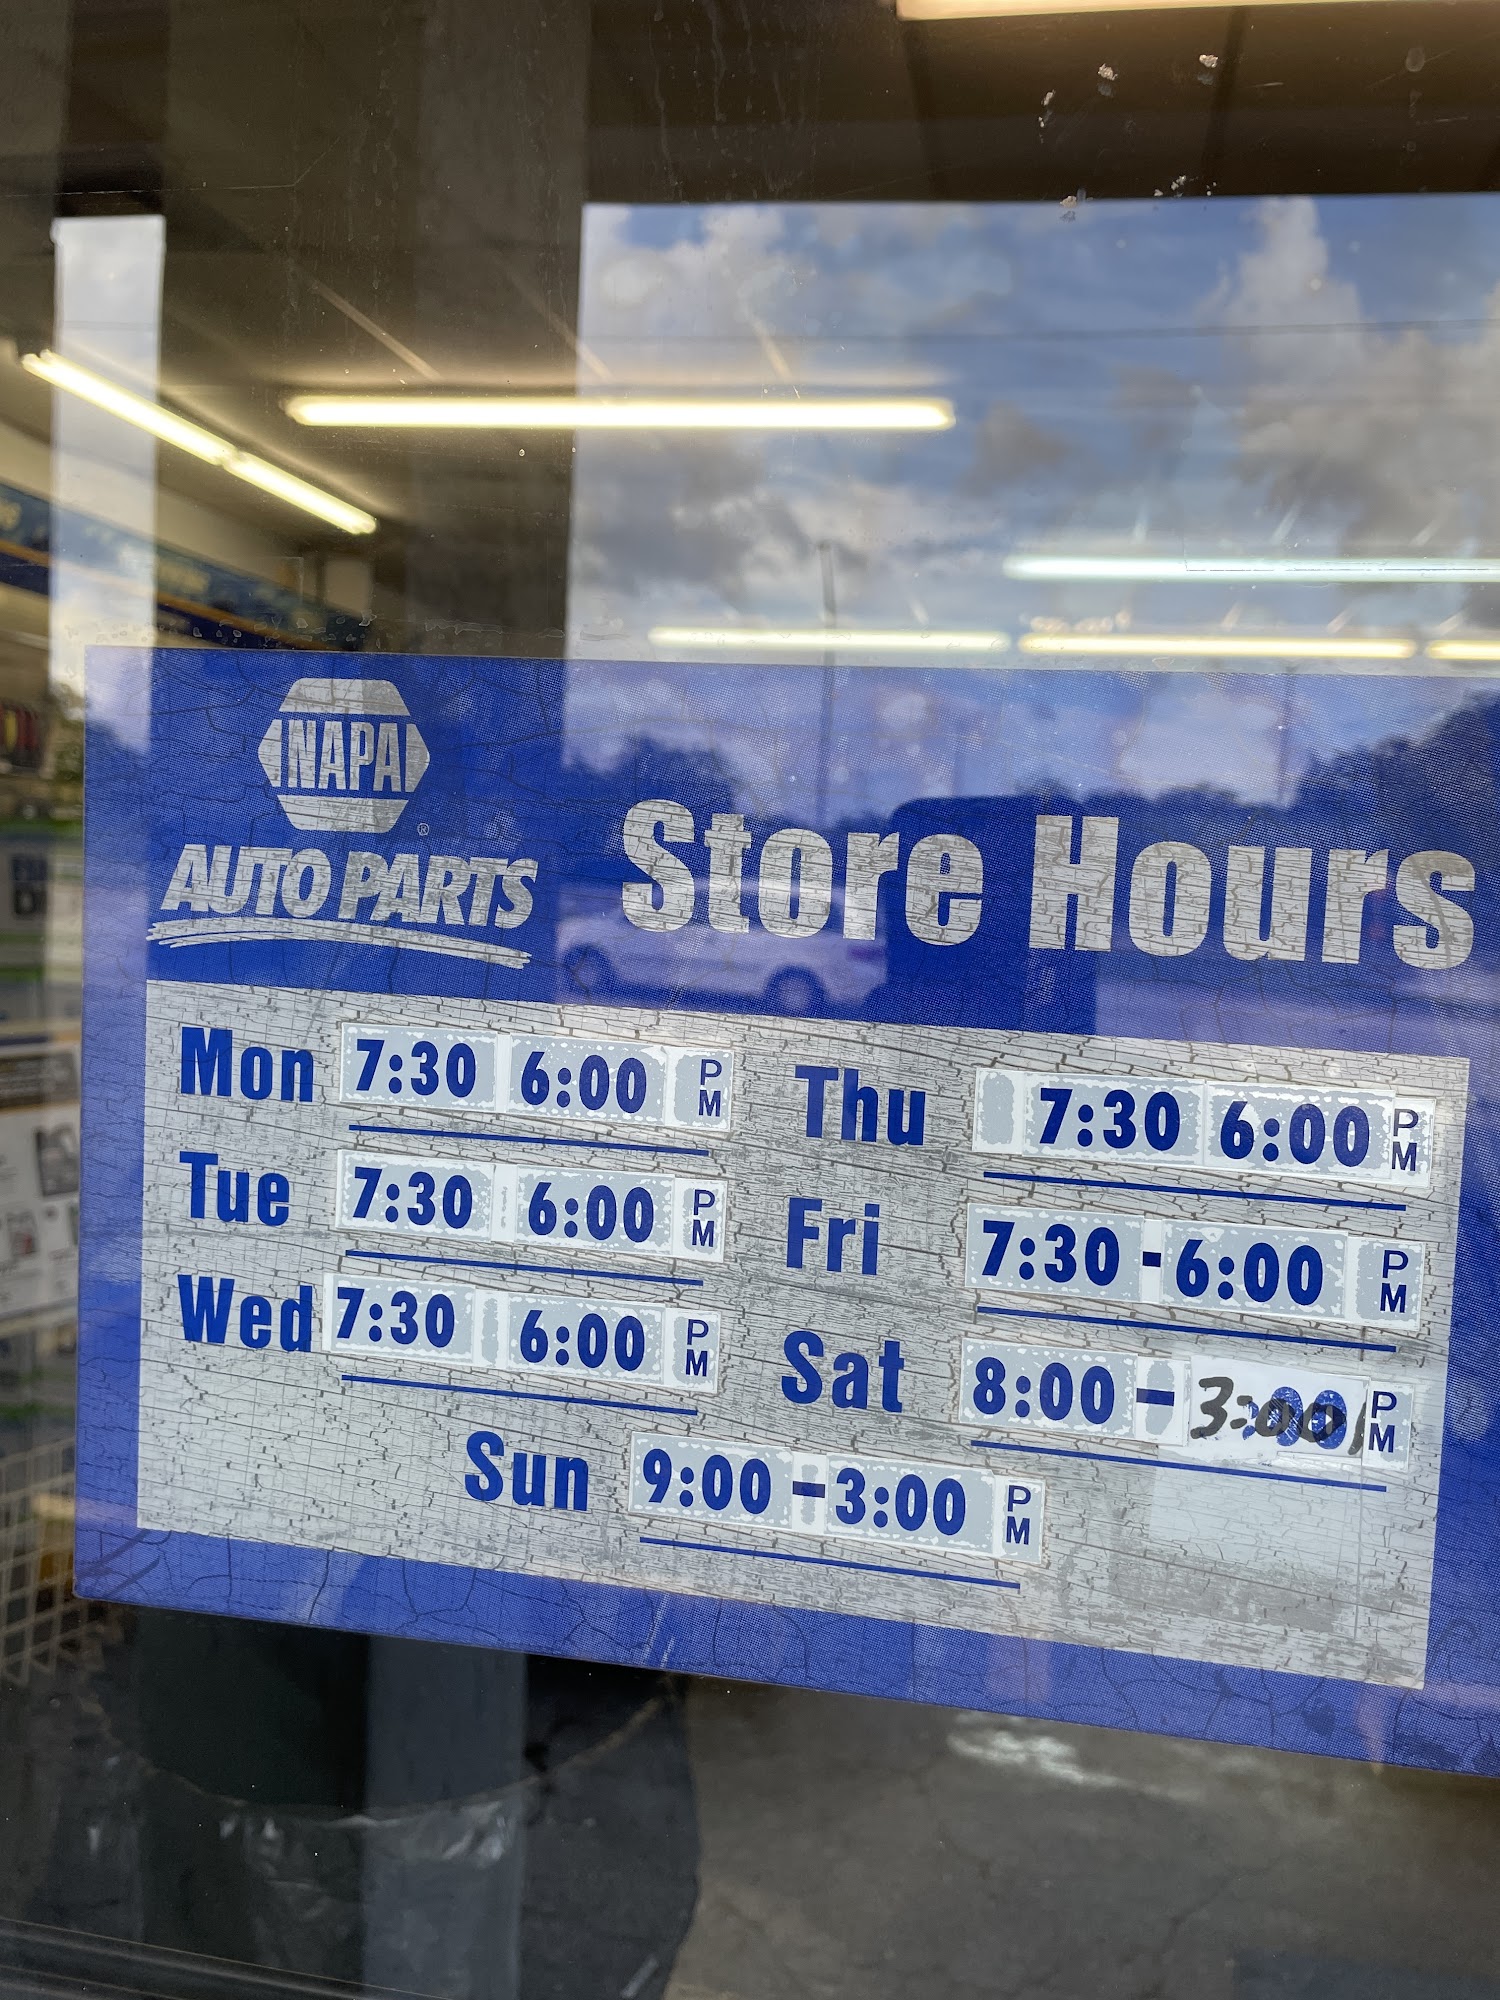 NAPA®
AUTO PARTS
Store Hours
Mon 7:30 6:00 PM
Tue 7:30 6:00 PM
Wed 7:30 6:00 PM
Thu 7:30 6:00 PM
Fri 7:30 - 6:00 PM
Sat 8:00 - 3:00 PM
Sun 9:00 - 3:00 PM